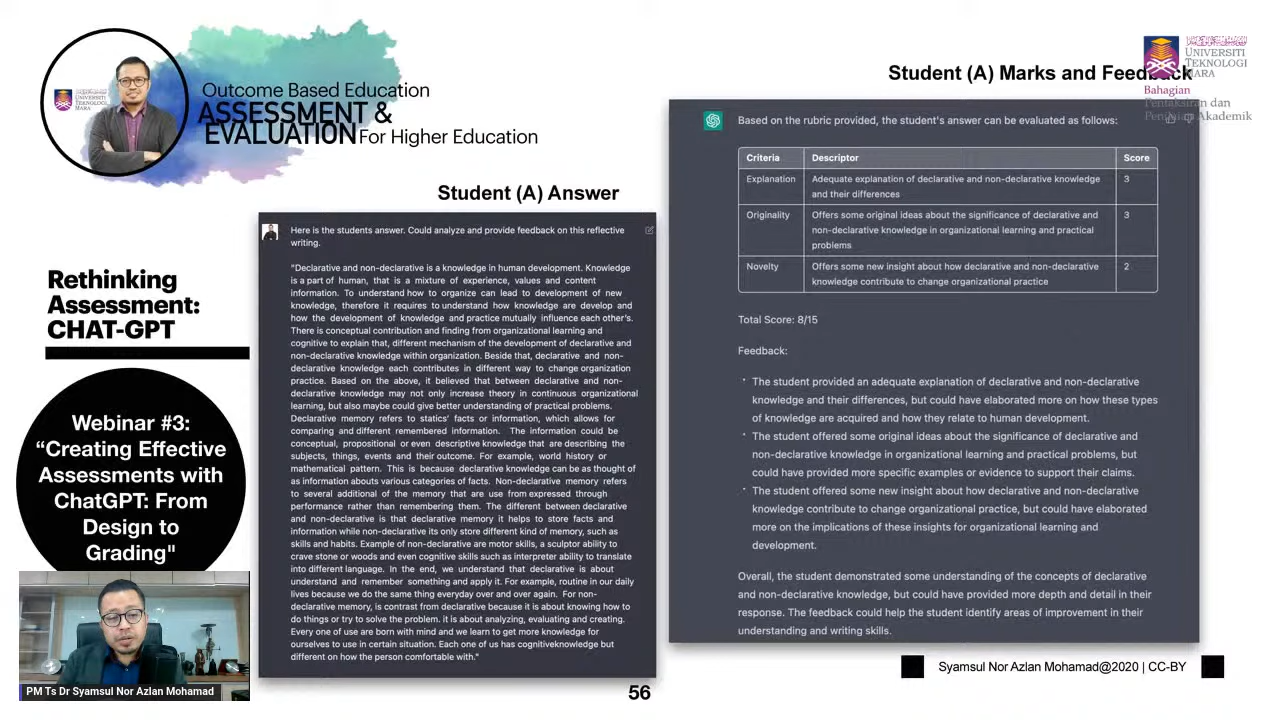 UNIVERSITI
TEKNOLOGI
MARA
Outcome Based Education
ASSESSMENT &
EVALUATION For Higher Education
Rethinking
Assessment:
CHAT-GPT
Webinar #3:
“Creating Effective
Assessments with
ChatGPT: From
Design to
Grading"
PM Ts Dr Syamsul Nor Azlan Mohamad
Student (A) Answer
Here is the students answer. Could analyze and provide feedback on this reflective
writing.
"Declarative and non-declarative is a knowledge in human development. Knowledge
is a part of human, that is a mixture of experience, values and content
information. To understand how to organize can lead to development of new
knowledge, therefore it requires to understand how knowledge are develop and
how the development of knowledge and practice mutually influence each other's.
There is conceptual contribution and finding from organizational learning and
cognitive to explain that, different mechanism of the development of declarative and
non-declarative knowledge within organization. Beside that, declarative and non-
declarative knowledge each contributes in different way to change organization
practice. Based on the above, it believed that between declarative and non-
declarative knowledge may not only increase theory in continuous organizational
learning, but also maybe could give better understanding of practical problems.
Declarative memory refers to statics' facts or information, which allows for
comparing and different remembered information. The information could be
conceptual, propositional or even descriptive knowledge that are describing the
subjects, things, events and their outcome. For example, world history or
mathematical pattern. This is because declarative knowledge can be as thought of
as information abouts various categories of facts. Non-declarative memory refers
to several additional of the memory that are use from expressed through
performance rather than remembering them. The different between declarative
and non-declarative is that declarative memory it helps to store facts and
information while non-declarative its only store different kind of memory, such as
skills and habits. Example of non-declarative are motor skills, a sculptor ability to
crave stone or woods and even cognitive skills such as interpreter ability to translate
into different language. In the end, we understand that declarative is about
understand and remember something and apply it. For example, routine in our daily
lives because we do the same thing everyday over and over again. For non-
declarative memory, is contrast from declarative because it is about knowing how to
do things or try to solve the problem. it is about analyzing, evaluating and creating.
Every one of use are born with mind and we learn to get more knowledge for
ourselves to use in certain situation. Each one of us has cognitiveknowledge but
different on how the person comfortable with."
56
Student (A) Marks and Feedback
UNIVERSITI
TEKNOLOGI
MARA
Bahagian
Pentaksiran dan
Penilaian Akademik
Based on the rubric provided, the student's answer can be evaluated as follows:
Criteria Descriptor Score
Explanation Adequate explanation of declarative and non-declarative knowledge 3
and their differences
Originality Offers some original ideas about the significance of declarative and 3
non-declarative knowledge in organizational learning and practical
problems
Novelty Offers some new insight about how declarative and non-declarative 2
knowledge contribute to change organizational practice
Total Score: 8/15
Feedback:
• The student provided an adequate explanation of declarative and non-declarative
knowledge and their differences, but could have elaborated more on how these types
of knowledge are acquired and how they relate to human development.
• The student offered some original ideas about the significance of declarative and
non-declarative knowledge in organizational learning and practical problems, but
could have provided more specific examples or evidence to support their claims.
• The student offered some new insight about how declarative and non-declarative
knowledge contribute to change organizational practice, but could have elaborated
more on the implications of these insights for organizational learning and
development.
Overall, the student demonstrated some understanding of the concepts of declarative
and non-declarative knowledge, but could have provided more depth and detail in their
response. The feedback could help the student identify areas of improvement in their
understanding and writing skills.
Syamsul Nor Azlan Mohamad@2020 | CC-BY